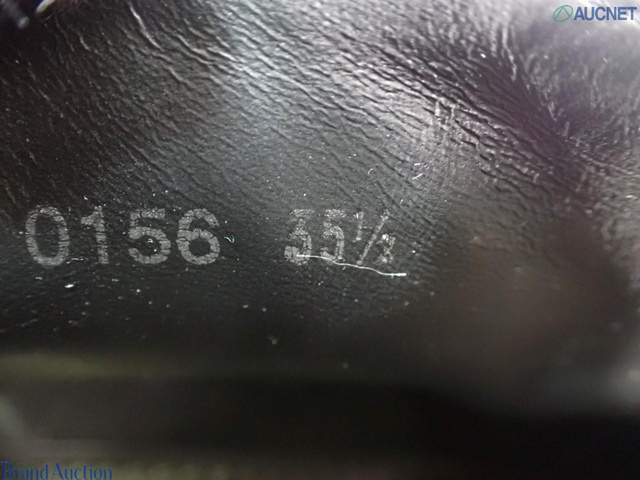 AUCNET
0156 35½
Brand Auction